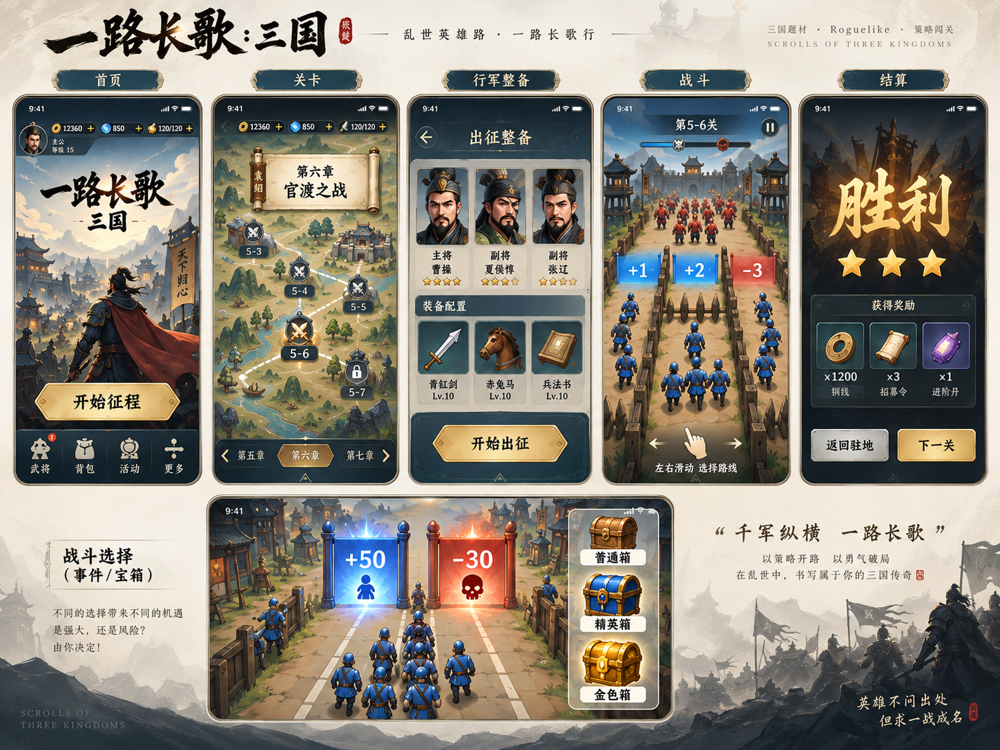 一路长歌:三国
乱世英雄路 · 一路长歌行
三国题材 · Roguelike · 策略闯关
SCROLLS OF THREE KINGDOMS
首页
关卡
行军整备
战斗
结算
9:41
12360
850
120/120
主公
等级 15
一路长歌
三国
天下归心
开始征程
武将
背包
活动
更多
9:41
12360
850
120/120
袁绍
第六章
官渡之战
5-3
5-4
5-5
5-6
5-7
第五章
第六章
第七章
9:41
出征整备
主将
曹操
副将
夏侯惇
副将
张辽
装备配置
青釭剑
Lv.10
赤兔马
Lv.10
兵法书
Lv.10
开始出征
9:41
第5-6关
+1
+2
-3
左右滑动 选择路线
9:41
胜利
获得奖励
×1200
铜钱
×3
招募令
×1
进阶丹
返回驻地
下一关
战斗选择
(事件/宝箱)
不同的选择带来不同的机遇
是强大，还是风险?
由你决定!
SCROLLS OF
THREE KINGDOMS
9:41
+50
-30
普通箱
精英箱
金色箱
“ 千军纵横 一路长歌 ”
以策略开路 以勇气破局
在乱世中，书写属于你的三国传奇
英雄不问出处
但求一战成名